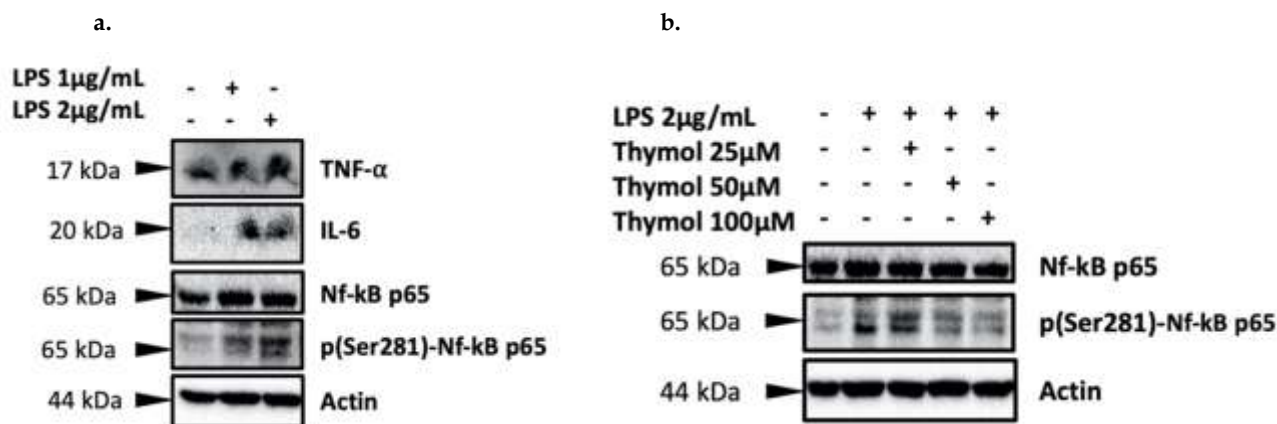 a.
LPS 1µg/mL - + -
LPS 2µg/mL - - +
17 kDa TNF-α
20 kDa IL-6
65 kDa Nf-kB p65
65 kDa p(Ser281)-Nf-kB p65
44 kDa Actin
b.
LPS 2µg/mL - + + + +
Thymol 25µM - - + - -
Thymol 50µM - - - + -
Thymol 100µM - - - - +
65 kDa Nf-kB p65
65 kDa p(Ser281)-Nf-kB p65
44 kDa Actin